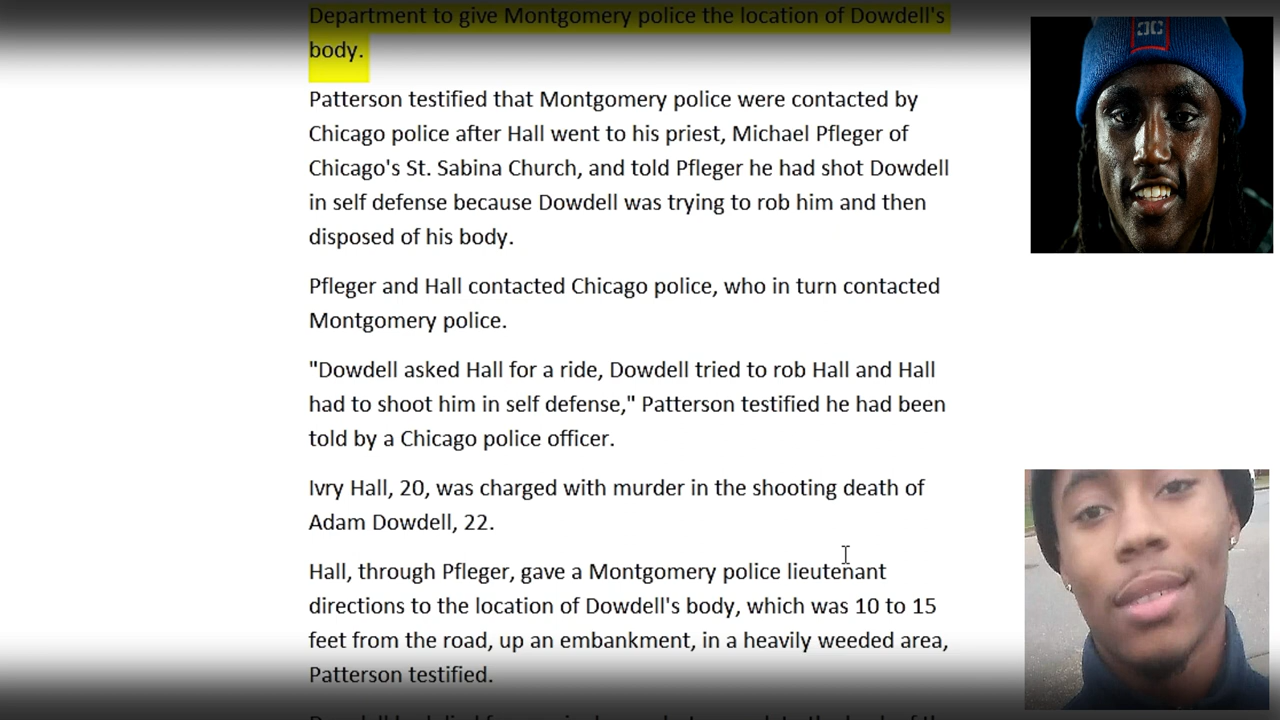 Department to give Montgomery police the location of Dowdell's
body.
Patterson testified that Montgomery police were contacted by
Chicago police after Hall went to his priest, Michael Pfleger of
Chicago's St. Sabina Church, and told Pfleger he had shot Dowdell
in self defense because Dowdell was trying to rob him and then
disposed of his body.
Pfleger and Hall contacted Chicago police, who in turn contacted
Montgomery police.
"Dowdell asked Hall for a ride, Dowdell tried to rob Hall and Hall
had to shoot him in self defense," Patterson testified he had been
told by a Chicago police officer.
Ivry Hall, 20, was charged with murder in the shooting death of
Adam Dowdell, 22.
Hall, through Pfleger, gave a Montgomery police lieutenant
directions to the location of Dowdell's body, which was 10 to 15
feet from the road, up an embankment, in a heavily weeded area,
Patterson testified.